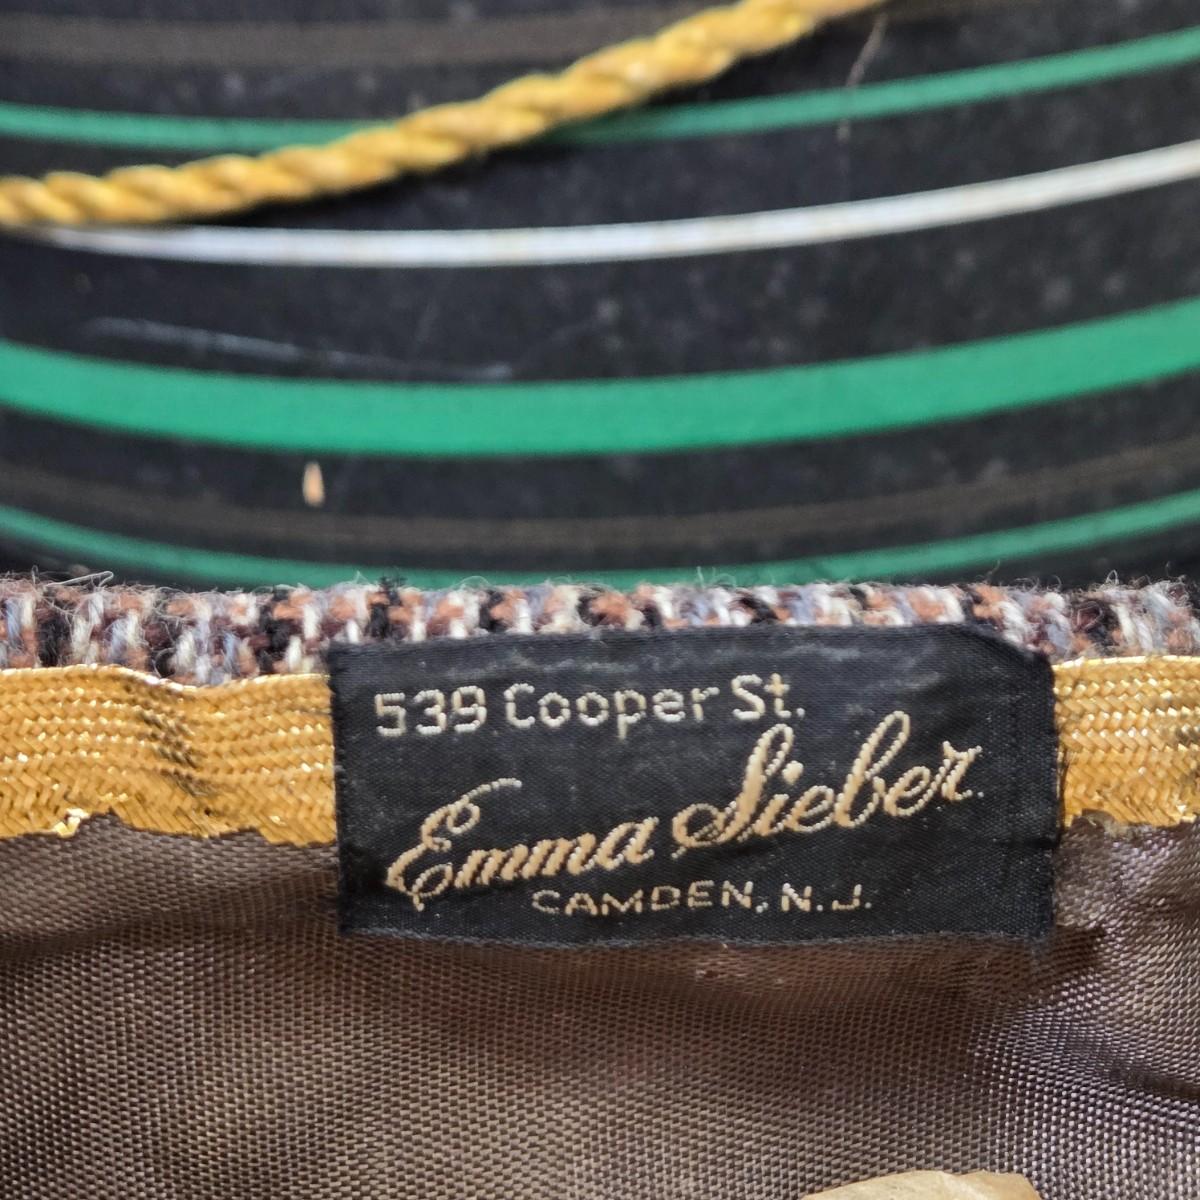 539 Cooper St.
Emma Sieber
CAMDEN, N.J.